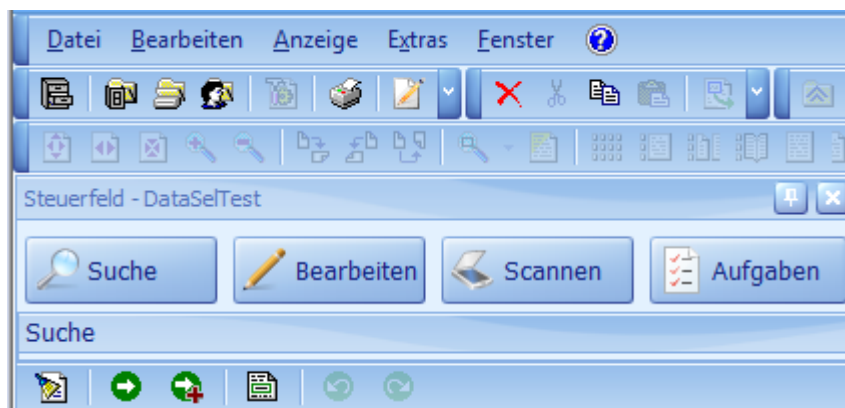 Datei Bearbeiten Anzeige Extras Fenster
Steuerfeld - DataSelTest
Suche Bearbeiten Scannen Aufgaben
Suche